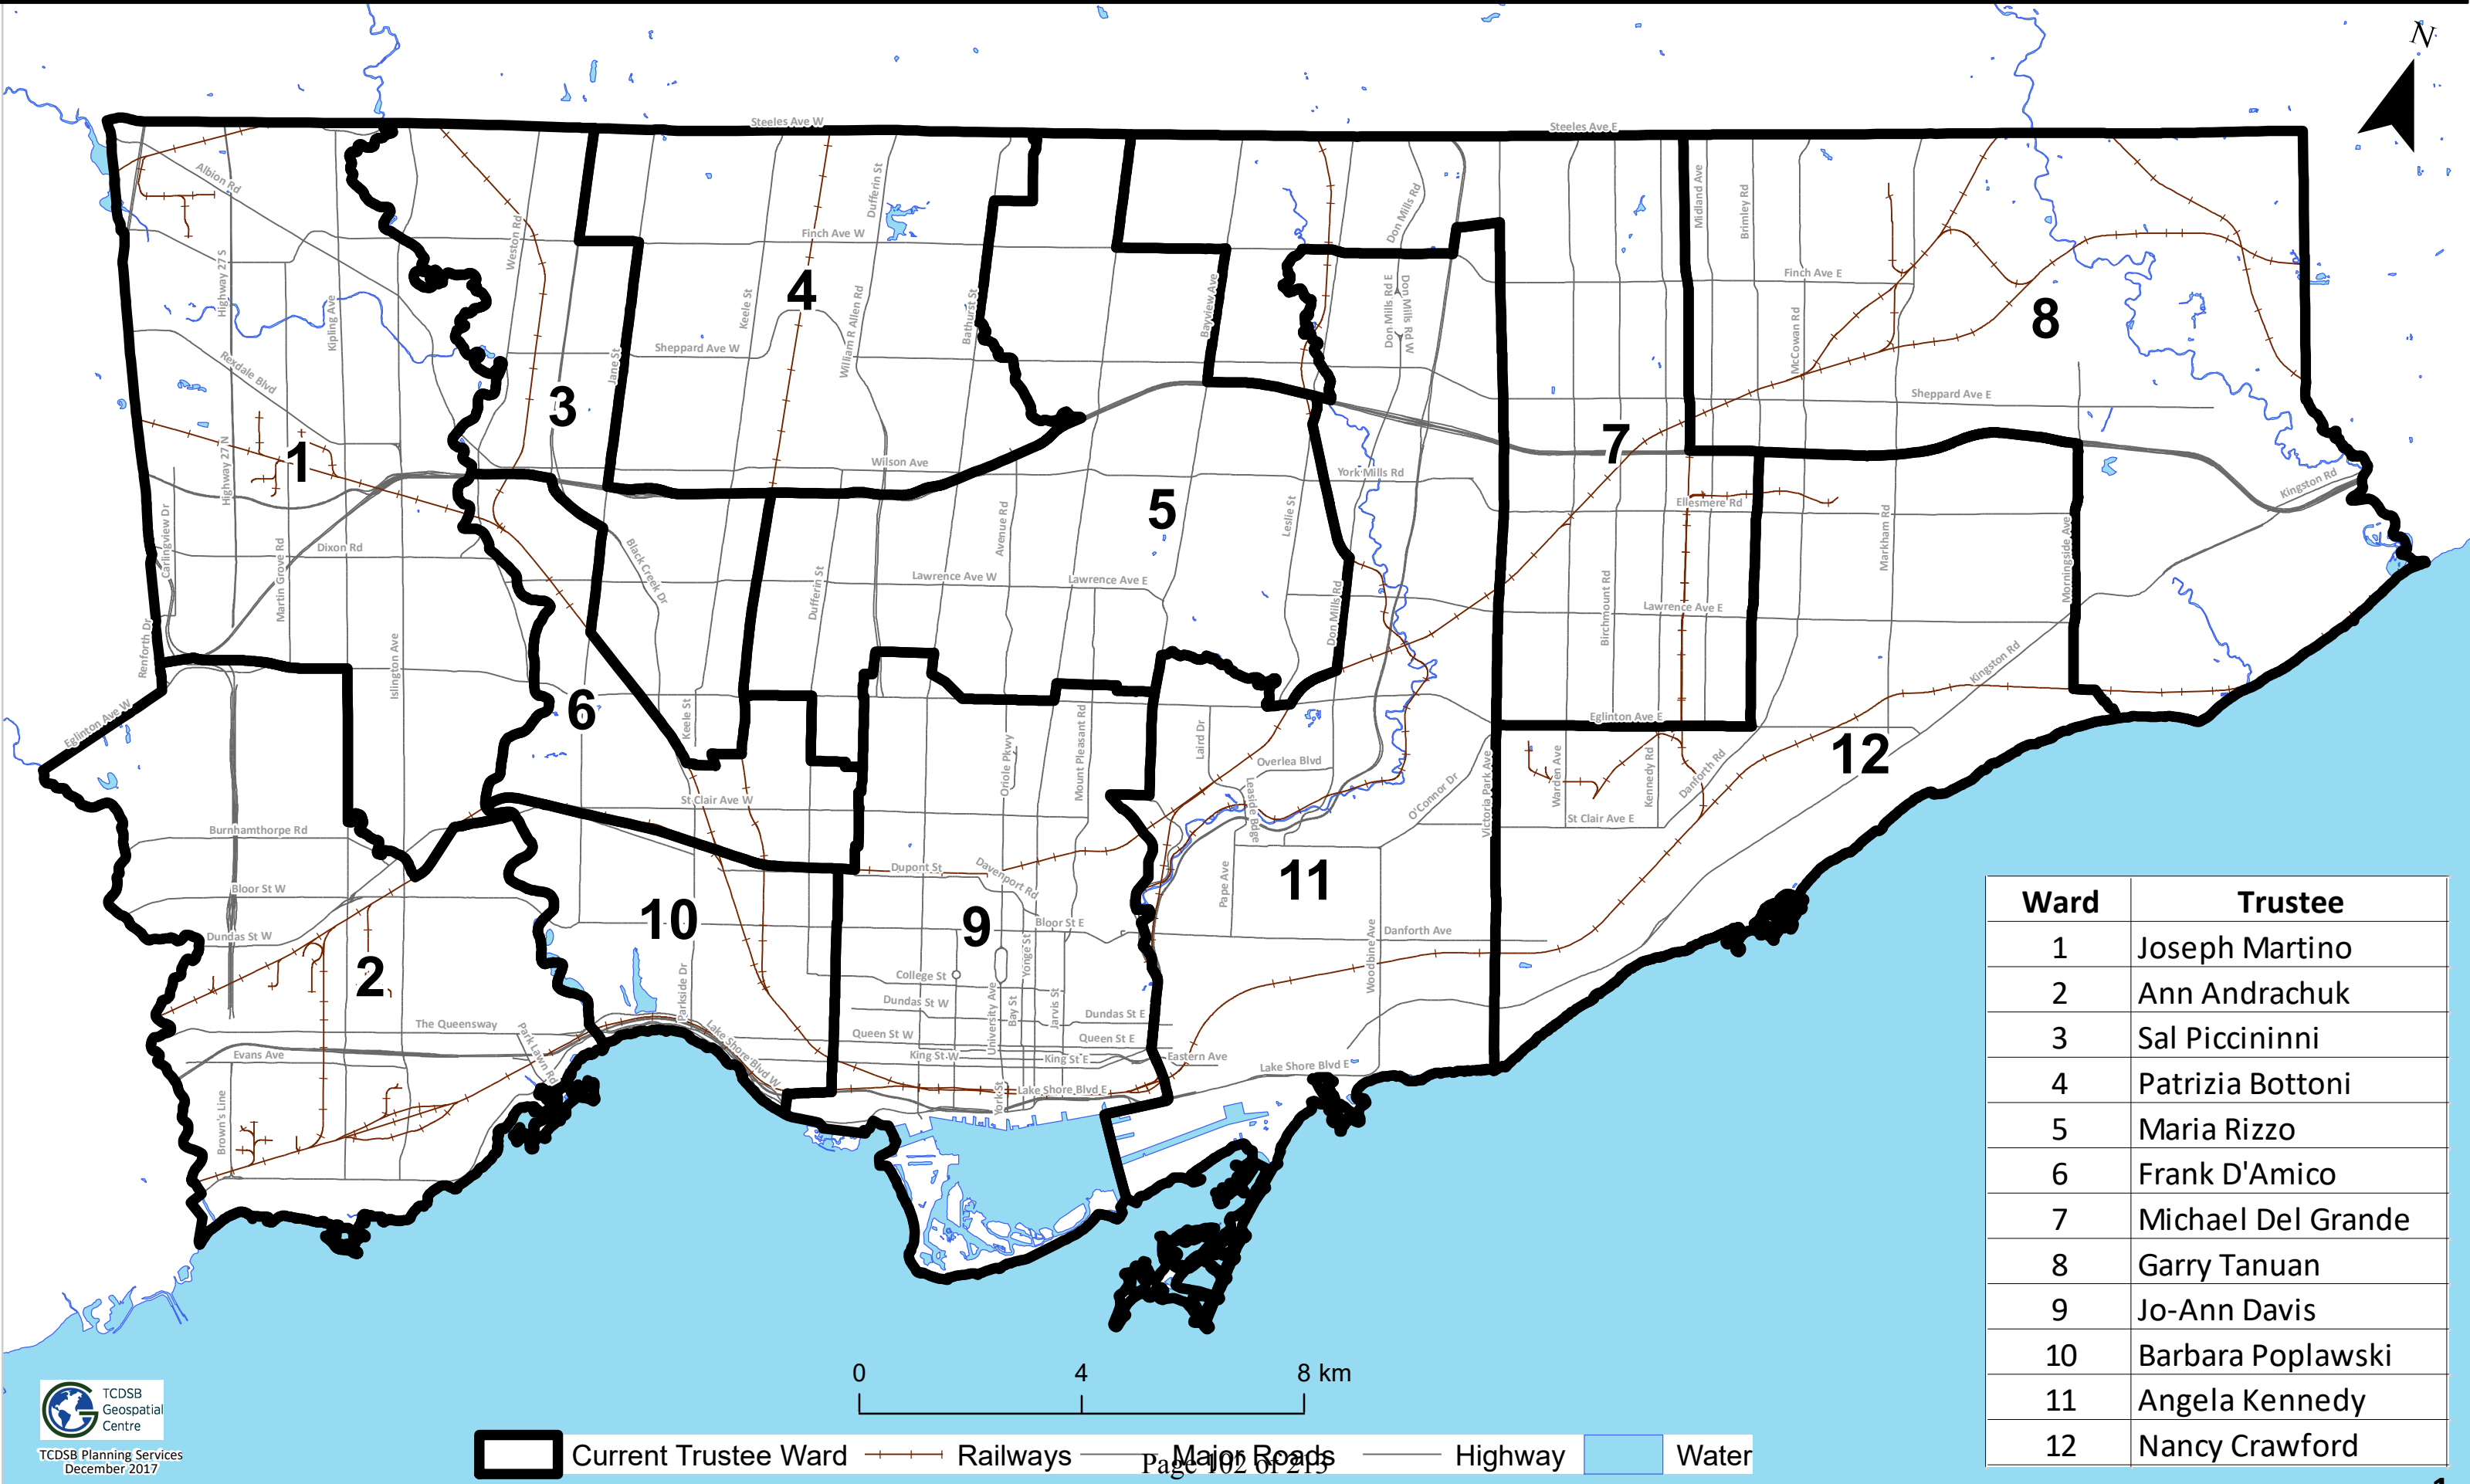 N
Steeles Ave W
Steeles Ave E
Albion Rd
Dufferin St
Midland Ave
Brimley Rd
Don Mills Rd
Weston Rd
Finch Ave W
Highway 27 S
Kipling Ave
4
Keele St
William R Allen Rd
Bathurst St
Bayview Ave
Don Mills Rd E
Don Mills Rd W
Finch Ave E
8
McCowan Rd
Rexdale Blvd
Jane St
Sheppard Ave W
3
Sheppard Ave E
1
Highway 27 N
7
Wilson Ave
York Mills Rd
Kingston Rd
5
Ellesmere Rd
Carlingview Dr
Martin Grove Rd
Dixon Rd
Black Creek Dr
Avenue Rd
Leslie St
Markham Rd
Morningside Ave
Dufferin St
Lawrence Ave W
Lawrence Ave E
Don Mills Rd
Birchmount Rd
Lawrence Ave E
Renforth Dr
Islington Ave
Kingston Rd
Eglinton Ave W
6
Keele St
Oriole Pkwy
Mount Pleasant Rd
Laird Dr
Eglinton Ave E
12
Overlea Blvd
Leaside Bdge
O'Connor Dr
Victoria Park Ave
Warden Ave
Kennedy Rd
Danforth Rd
St Clair Ave W
St Clair Ave E
Burnhamthorpe Rd
Dupont St
Davenport Rd
Pape Ave
11
Bloor St W
10
9
Bloor St E
Woodbine Ave
Danforth Ave
Dundas St W
2
Parkside Dr
College St
Yonge St
University Ave
Bay St
Jarvis St
Dundas St W
Dundas St E
The Queensway
Park Lawn Rd
Lake Shore Blvd W
Queen St W
Queen St E
Evans Ave
King St W
King St E
Eastern Ave
Lake Shore Blvd E
Brown's Line
York St
Lake Shore Blvd E
Ward Trustee
1 Joseph Martino
2 Ann Andrachuk
3 Sal Piccininni
4 Patrizia Bottoni
5 Maria Rizzo
6 Frank D'Amico
7 Michael Del Grande
8 Garry Tanuan
9 Jo-Ann Davis
10 Barbara Poplawski
11 Angela Kennedy
12 Nancy Crawford
0 4 8 km
TCDSB
Geospatial
Centre
TCDSB Planning Services
December 2017
Current Trustee Ward Railways Major Roads Highway Water
Page 102 of 213